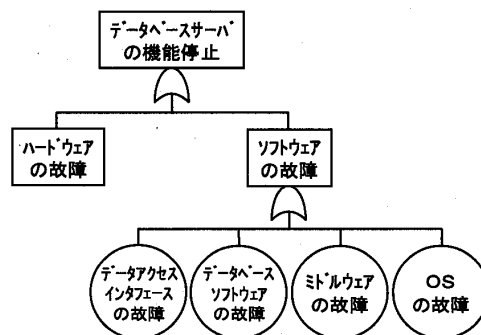 データベースサーバ
の機能停止
ハードウェア
の故障
ソフトウェア
の故障
データアクセス
インタフェース
の故障
データベース
ソフトウェア
の故障
ミドルウェア
の故障
OS
の故障